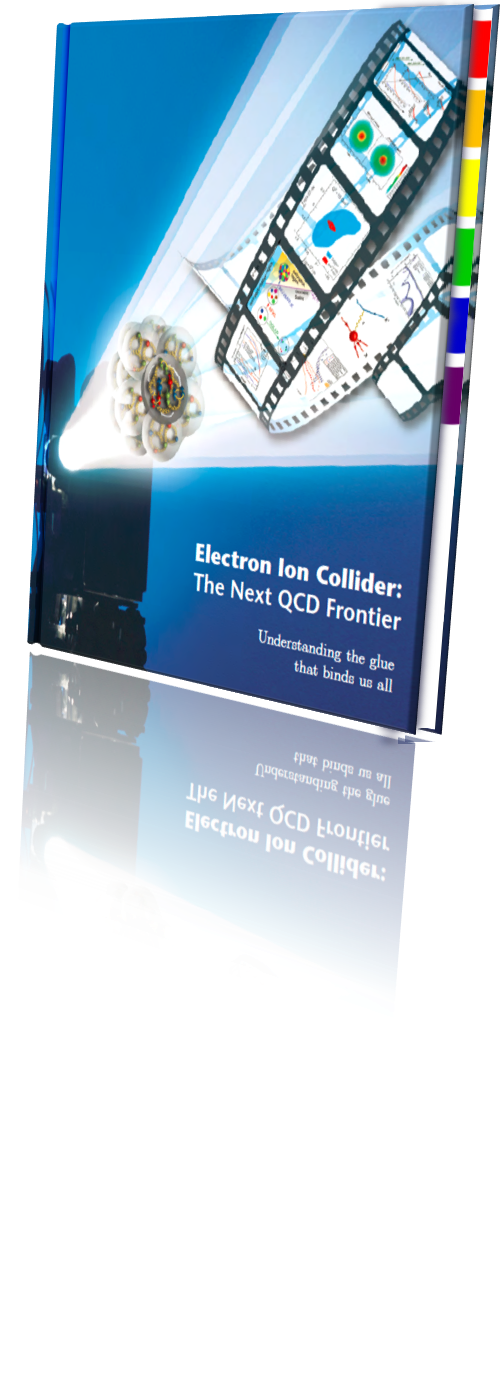 Electron Ion Collider:
The Next QCD Frontier
Understanding the glue
that binds us all